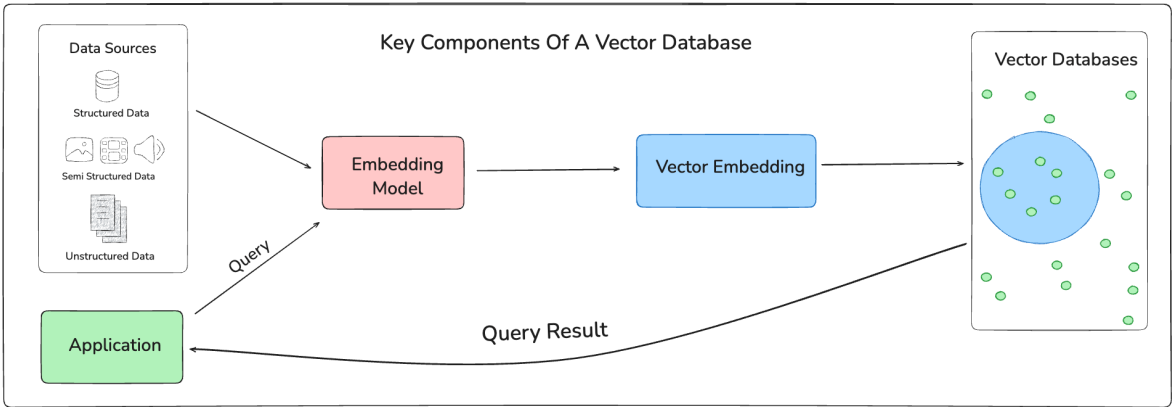 Key Components Of A Vector Database
Data Sources
Structured Data
Semi Structured Data
Unstructured Data
Embedding
Model
Vector Embedding
Vector Databases
Query
Application
Query Result